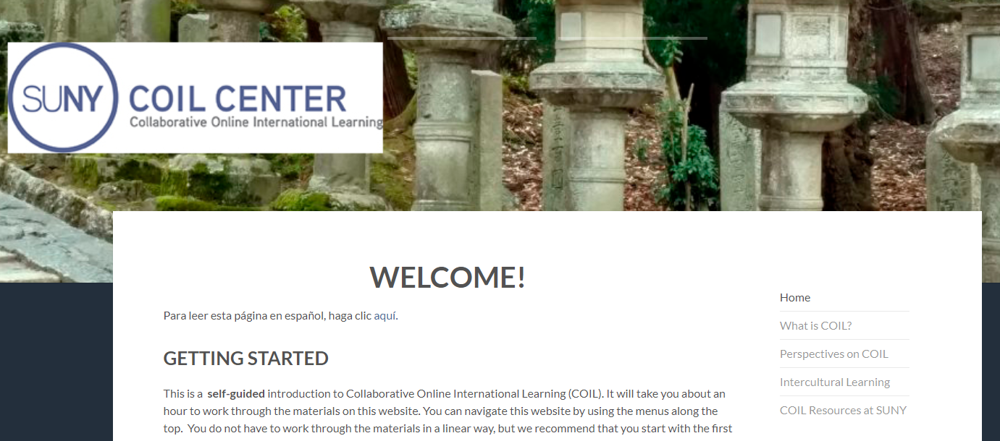 SUNY
COIL CENTER
Collaborative Online International Learning
WELCOME!
Para leer esta página en español, haga clic aquí.
GETTING STARTED
This is a self-guided introduction to Collaborative Online International Learning (COIL). It will take you about an
hour to work through the materials on this website. You can navigate this website by using the menus along the
top. You do not have to work through the materials in a linear way, but we recommend that you start with the first
Home
What is COIL?
Perspectives on COIL
Intercultural Learning
COIL Resources at SUNY